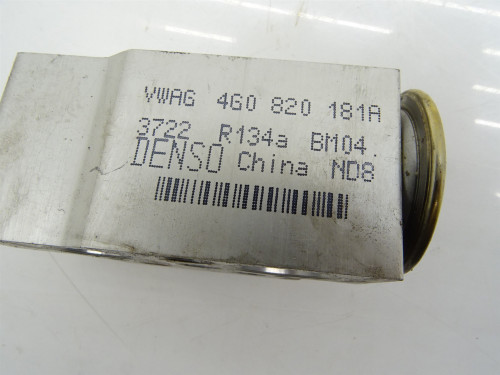 VWAG 4G0 820 181A
3722 R134a BM04
DENSO China ND8